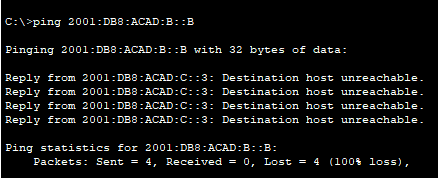 C:\>ping 2001:DB8:ACAD:B::B
Pinging 2001:DB8:ACAD:B::B with 32 bytes of data:
Reply from 2001:DB8:ACAD:C::3: Destination host unreachable.
Reply from 2001:DB8:ACAD:C::3: Destination host unreachable.
Reply from 2001:DB8:ACAD:C::3: Destination host unreachable.
Reply from 2001:DB8:ACAD:C::3: Destination host unreachable.
Ping statistics for 2001:DB8:ACAD:B::B:
Packets: Sent = 4, Received = 0, Lost = 4 (100% loss),